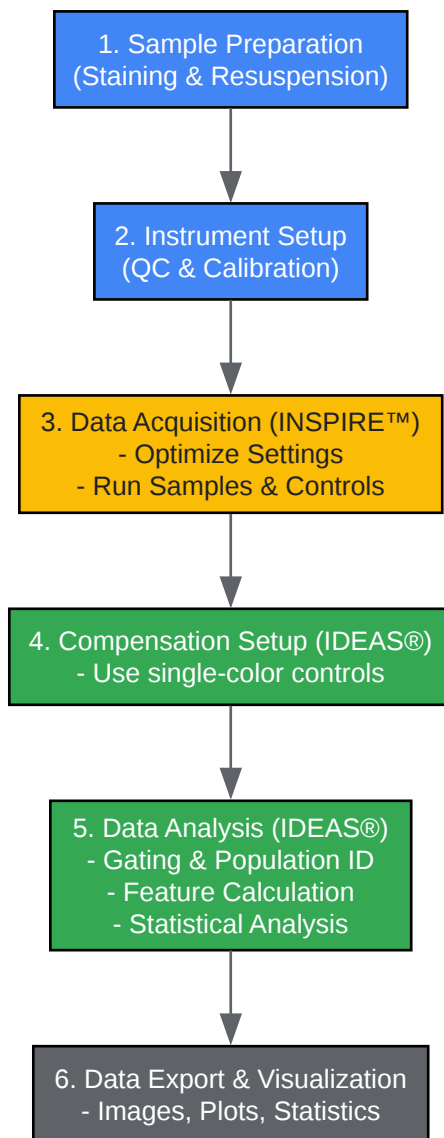 1. Sample Preparation
(Staining & Resuspension)
2. Instrument Setup
(QC & Calibration)
3. Data Acquisition (INSPIRE™)
- Optimize Settings
- Run Samples & Controls
4. Compensation Setup (IDEAS®)
- Use single-color controls
5. Data Analysis (IDEAS®)
- Gating & Population ID
- Feature Calculation
- Statistical Analysis
6. Data Export & Visualization
- Images, Plots, Statistics